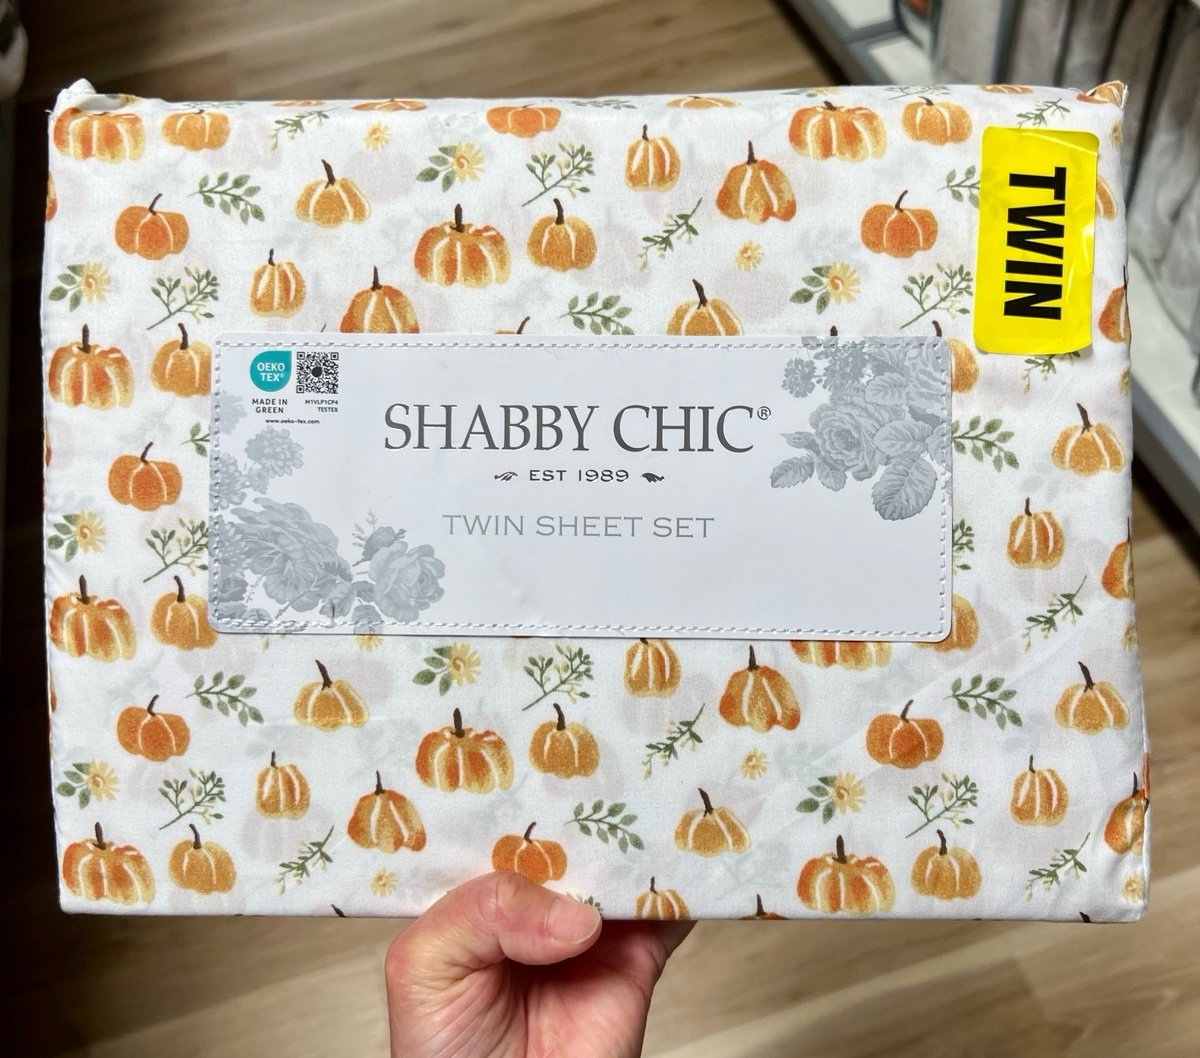 TWIN
OEKO
TEX®
MADE IN
GREEN
M1VLP1CP4
TESTEX
www.oeko-tex.com
SHABBY CHIC®
EST 1989
TWIN SHEET SET